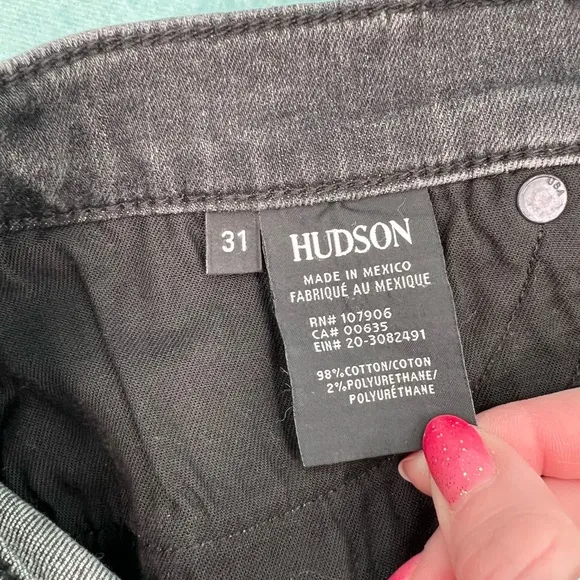 31
HUDSON
MADE IN MEXICO
FABRIQUÉ AU MEXIQUE
RN# 107906
CA# 00635
EIN# 20-3082491
98% COTTON/COTON
2% POLYURETHANE/
POLYURÉTHANE